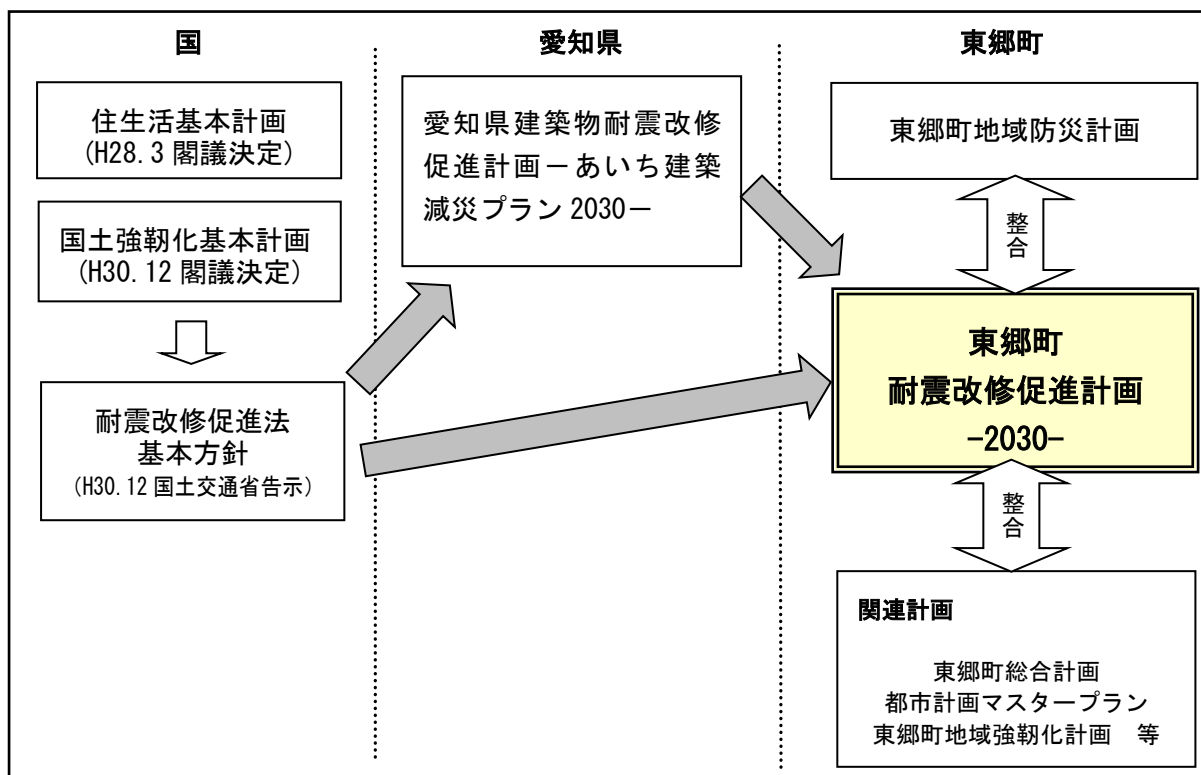 国
住生活基本計画
(H28.3 閣議決定)
国土強靭化基本計画
(H30.12 閣議決定)
耐震改修促進法
基本方針
(H30.12 国土交通省告示)
愛知県
愛知県建築物耐震改修
促進計画－あいち建築
減災プラン 2030－
東郷町
東郷町地域防災計画
整合
東郷町
耐震改修促進計画
-2030-
整合
関連計画
東郷町総合計画
都市計画マスタープラン
東郷町地域強靭化計画　等